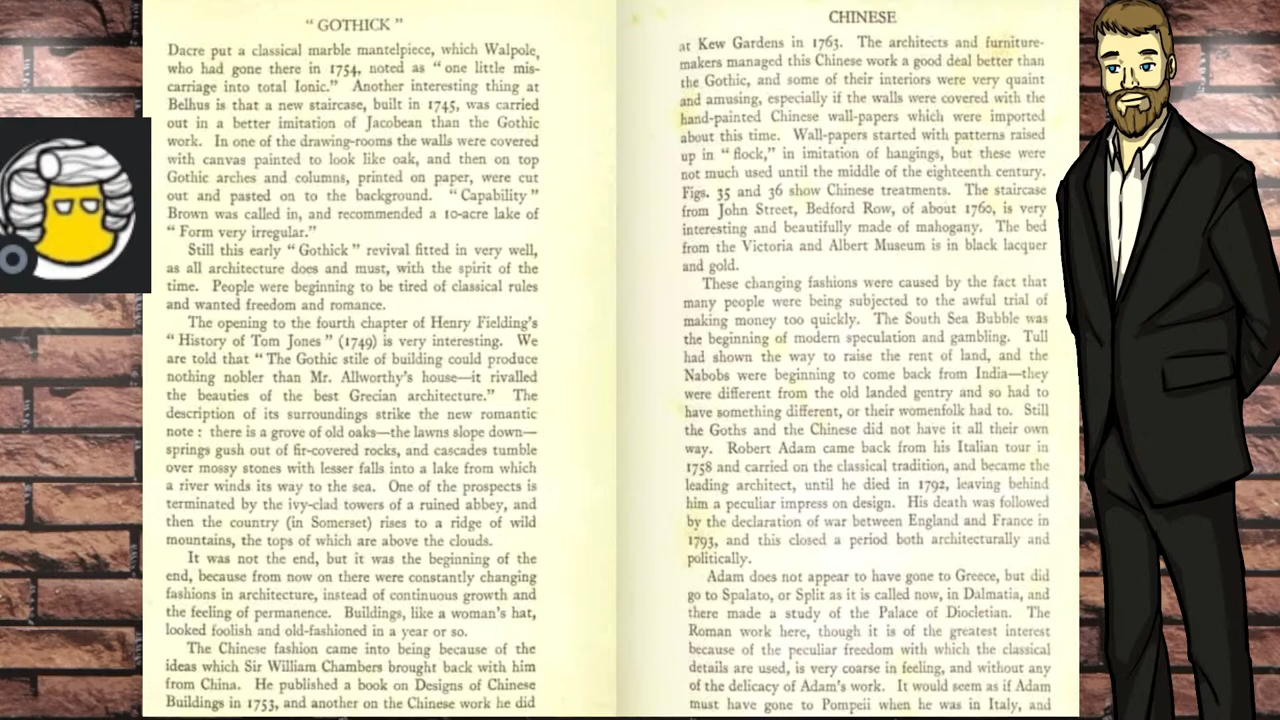 “ GOTHICK ”
Dacre put a classical marble mantelpiece, which Walpole,
who had gone there in 1754, noted as “ one little mis-
carriage into total Ionic.” Another interesting thing at
Belhus is that a new staircase, built in 1745, was carried
out in a better imitation of Jacobean than the Gothic
work. In one of the drawing-rooms the walls were covered
with canvas painted to look like oak, and then on top
Gothic arches and columns, printed on paper, were cut
out and pasted on to the background. “ Capability ”
Brown was called in, and recommended a 10-acre lake of
“ Form very irregular.”
Still this early “ Gothick ” revival fitted in very well,
as all architecture does and must, with the spirit of the
time. People were beginning to be tired of classical rules
and wanted freedom and romance.
The opening to the fourth chapter of Henry Fielding’s
“ History of Tom Jones ” (1749) is very interesting. We
are told that “ The Gothic stile of building could produce
nothing nobler than Mr. Allworthy’s house—it rivalled
the beauties of the best Grecian architecture.” The
description of its surroundings strike the new romantic
note : there is a grove of old oaks—the lawns slope down—
springs gush out of fir-covered rocks, and cascades tumble
over mossy stones with lesser falls into a lake from which
a river winds its way to the sea. One of the prospects is
terminated by the ivy-clad towers of a ruined abbey, and
then the country (in Somerset) rises to a ridge of wild
mountains, the tops of which are above the clouds.
It was not the end, but it was the beginning of the
end, because from now on there were constantly changing
fashions in architecture, instead of continuous growth and
the feeling of permanence. Buildings, like a woman’s hat,
looked foolish and old-fashioned in a year or so.
The Chinese fashion came into being because of the
ideas which Sir William Chambers brought back with him
from China. He published a book on Designs of Chinese
Buildings in 1753, and another on the Chinese work he did
CHINESE
at Kew Gardens in 1763. The architects and furniture-
makers managed this Chinese work a good deal better than
the Gothic, and some of their interiors were very quaint
and amusing, especially if the walls were covered with the
hand-painted Chinese wall-papers which were imported
about this time. Wall-papers started with patterns raised
up in “ flock,” in imitation of hangings, but these were
not much used until the middle of the eighteenth century.
Figs. 35 and 36 show Chinese treatments. The staircase
from John Street, Bedford Row, of about 1760, is very
interesting and beautifully made of mahogany. The bed
from the Victoria and Albert Museum is in black lacquer
and gold.
These changing fashions were caused by the fact that
many people were being subjected to the awful trial of
making money too quickly. The South Sea Bubble was
the beginning of modern speculation and gambling. Tull
had shown the way to raise the rent of land, and the
Nabobs were beginning to come back from India—they
were different from the old landed gentry and so had to
have something different, or their womenfolk had to. Still
the Goths and the Chinese did not have it all their own
way. Robert Adam came back from his Italian tour in
1758 and carried on the classical tradition, and became the
leading architect, until he died in 1792, leaving behind
him a peculiar impress on design. His death was followed
by the declaration of war between England and France in
1793, and this closed a period both architecturally and
politically.
Adam does not appear to have gone to Greece, but did
go to Spalato, or Split as it is called now, in Dalmatia, and
there made a study of the Palace of Diocletian. The
Roman work here, though it is of the greatest interest
because of the peculiar freedom with which the classical
details are used, is very coarse in feeling, and without any
of the delicacy of Adam’s work. It would seem as if Adam
must have gone to Pompeii when he was in Italy, and